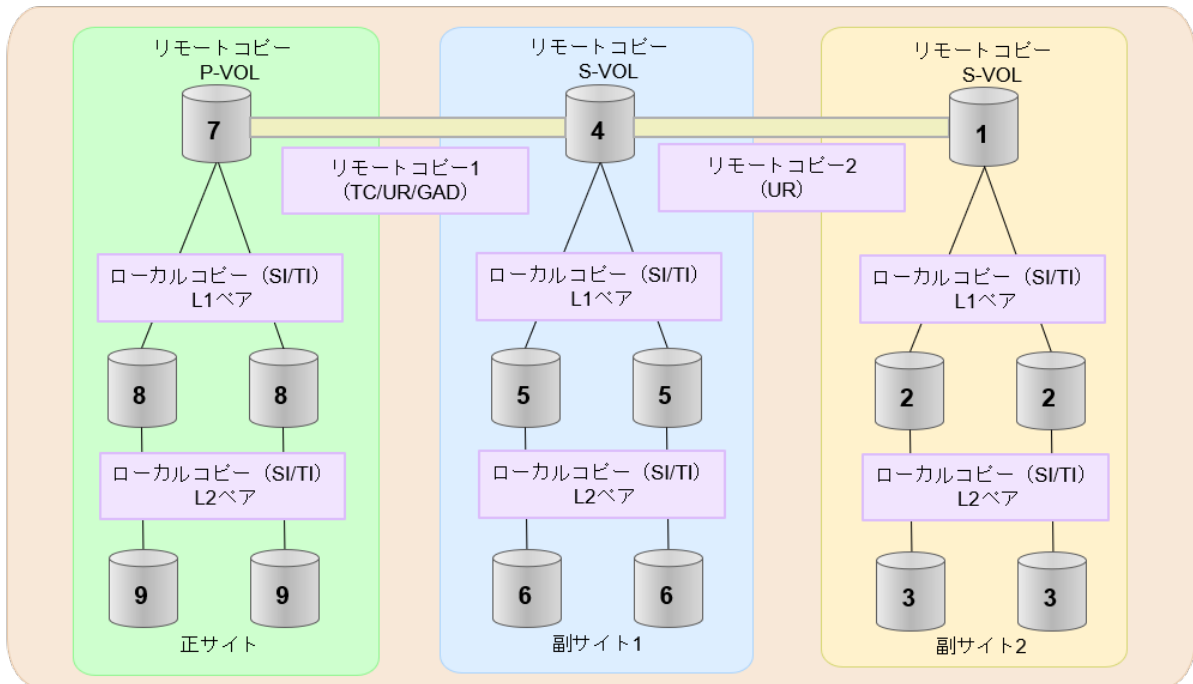 リモートコピー
P-VOL
リモートコピー
S-VOL
リモートコピー
S-VOL
7
4
1
リモートコピー1
（TC/UR/GAD）
リモートコピー2
（UR）
ローカルコピー（SI/TI）
L1ペア
ローカルコピー（SI/TI）
L1ペア
ローカルコピー（SI/TI）
L1ペア
8
8
5
5
2
2
ローカルコピー（SI/TI）
L2ペア
ローカルコピー（SI/TI）
L2ペア
ローカルコピー（SI/TI）
L2ペア
9
9
6
6
3
3
正サイト
副サイト1
副サイト2